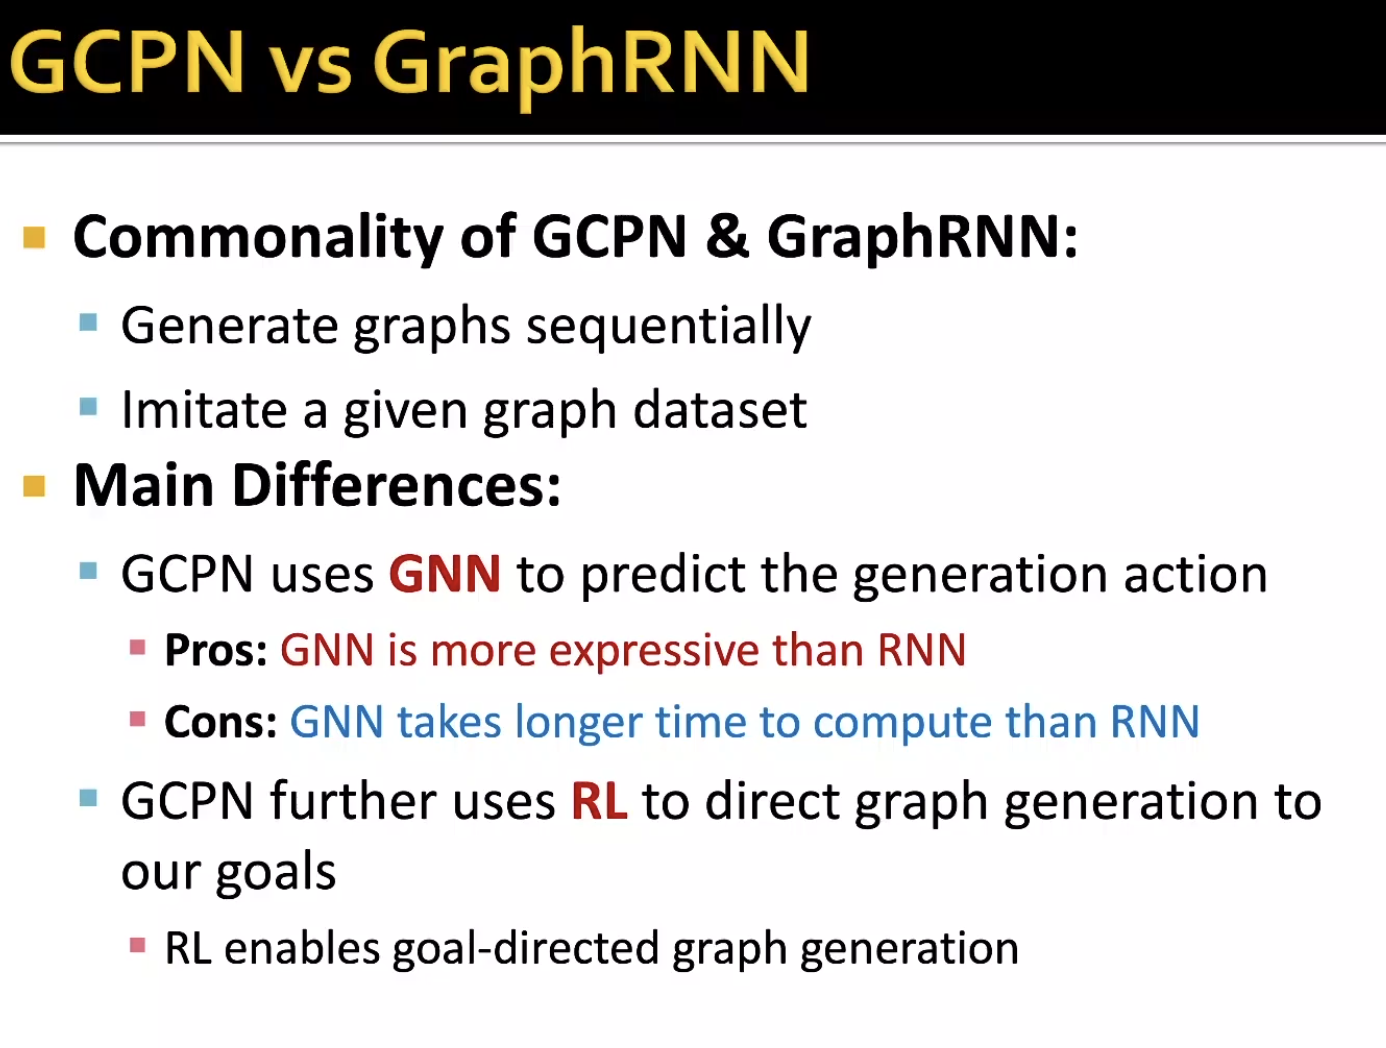 GCPN vs GraphRNN
Commonality of GCPN & GraphRNN:
Generate graphs sequentially
Imitate a given graph dataset
Main Differences:
GCPN uses GNN to predict the generation action
Pros: GNN is more expressive than RNN
Cons: GNN takes longer time to compute than RNN
GCPN further uses RL to direct graph generation to
our goals
RL enables goal-directed graph generation